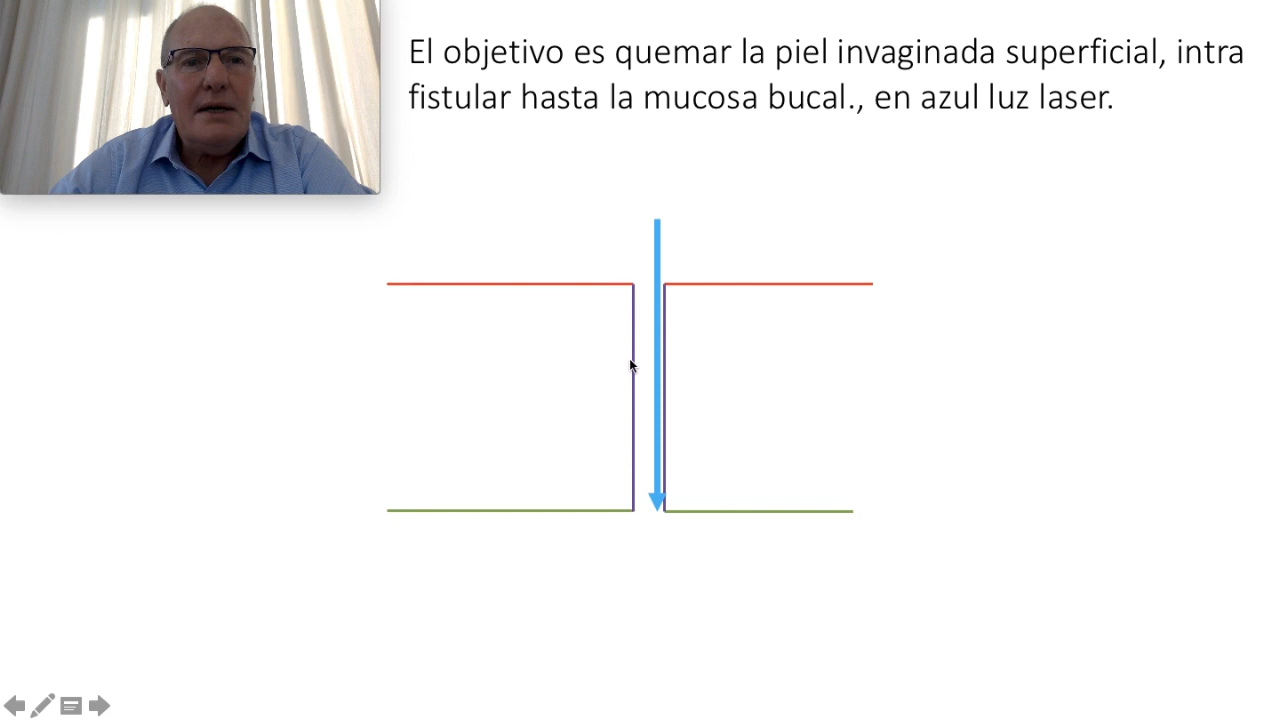 El objetivo es quemar la piel invaginada superficial, intra
fistular hasta la mucosa bucal., en azul luz laser.